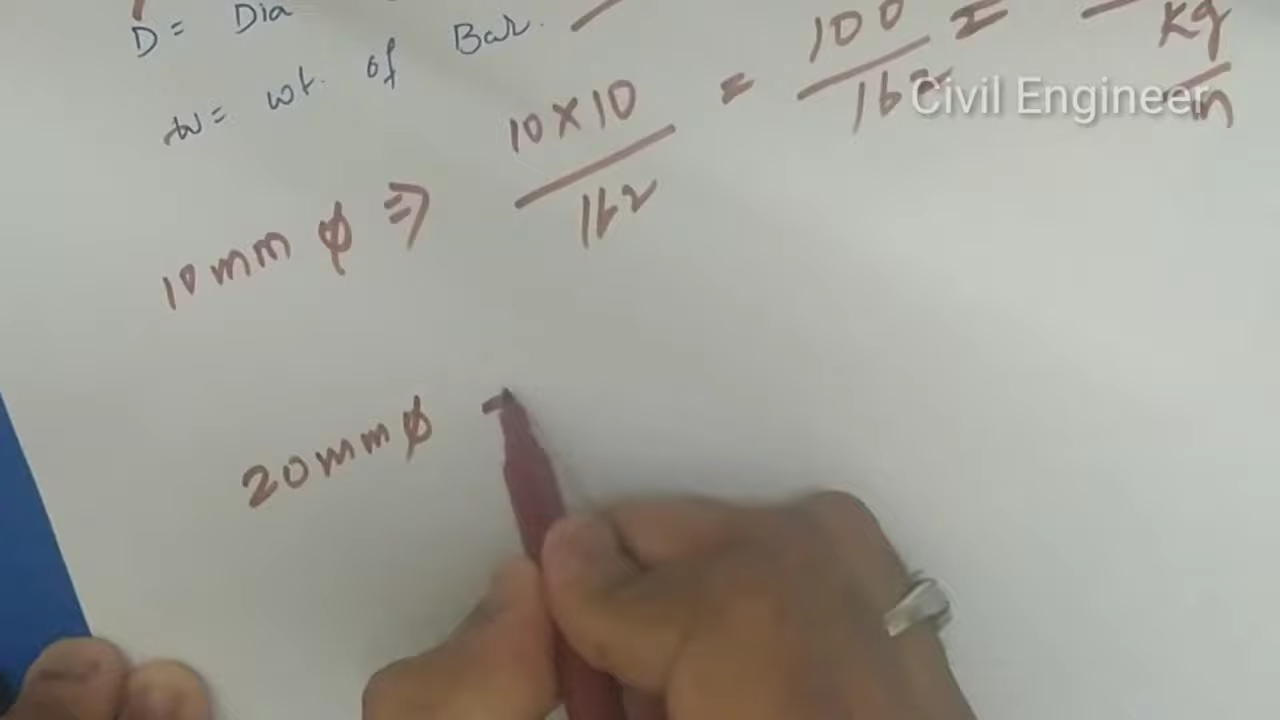 D = Dia
w = wt. of Bar.
10mm φ ⇒ 10×10/162 = 100/162 = kg/m
20mm φ
Civil Engineer